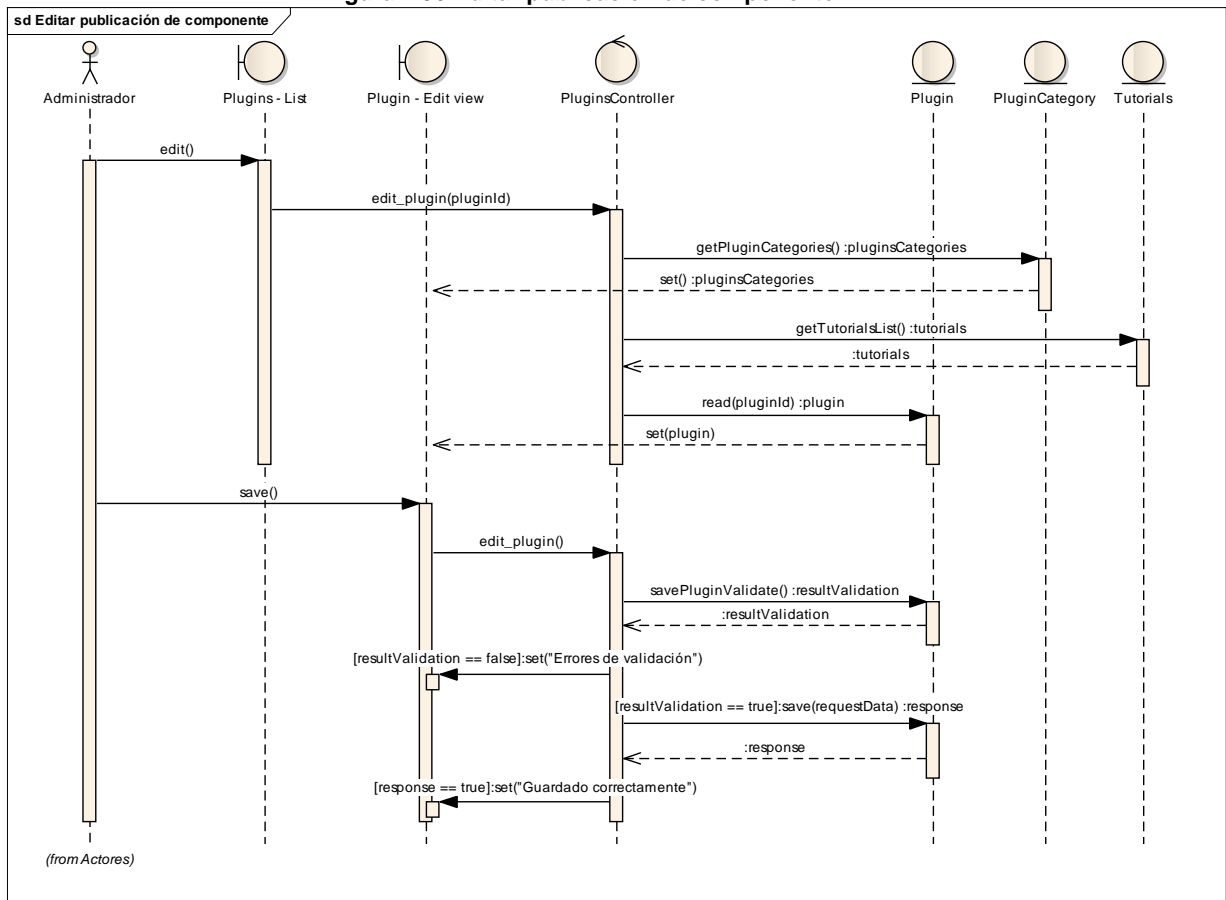 sd Editar publicación de componente
Administrador
Plugins - List
Plugin - Edit view
PluginsController
Plugin
PluginCategory
Tutorials
edit()
edit_plugin(pluginId)
getPluginCategories() :pluginsCategories
set() :pluginsCategories
getTutorialsList() :tutorials
:tutorials
read(pluginId) :plugin
set(plugin)
save()
edit_plugin()
savePluginValidate() :resultValidation
:resultValidation
[resultValidation == false]:set("Errores de validación")
[resultValidation == true]:save(requestData) :response
:response
[response == true]:set("Guardado correctamente")
(from Actores)